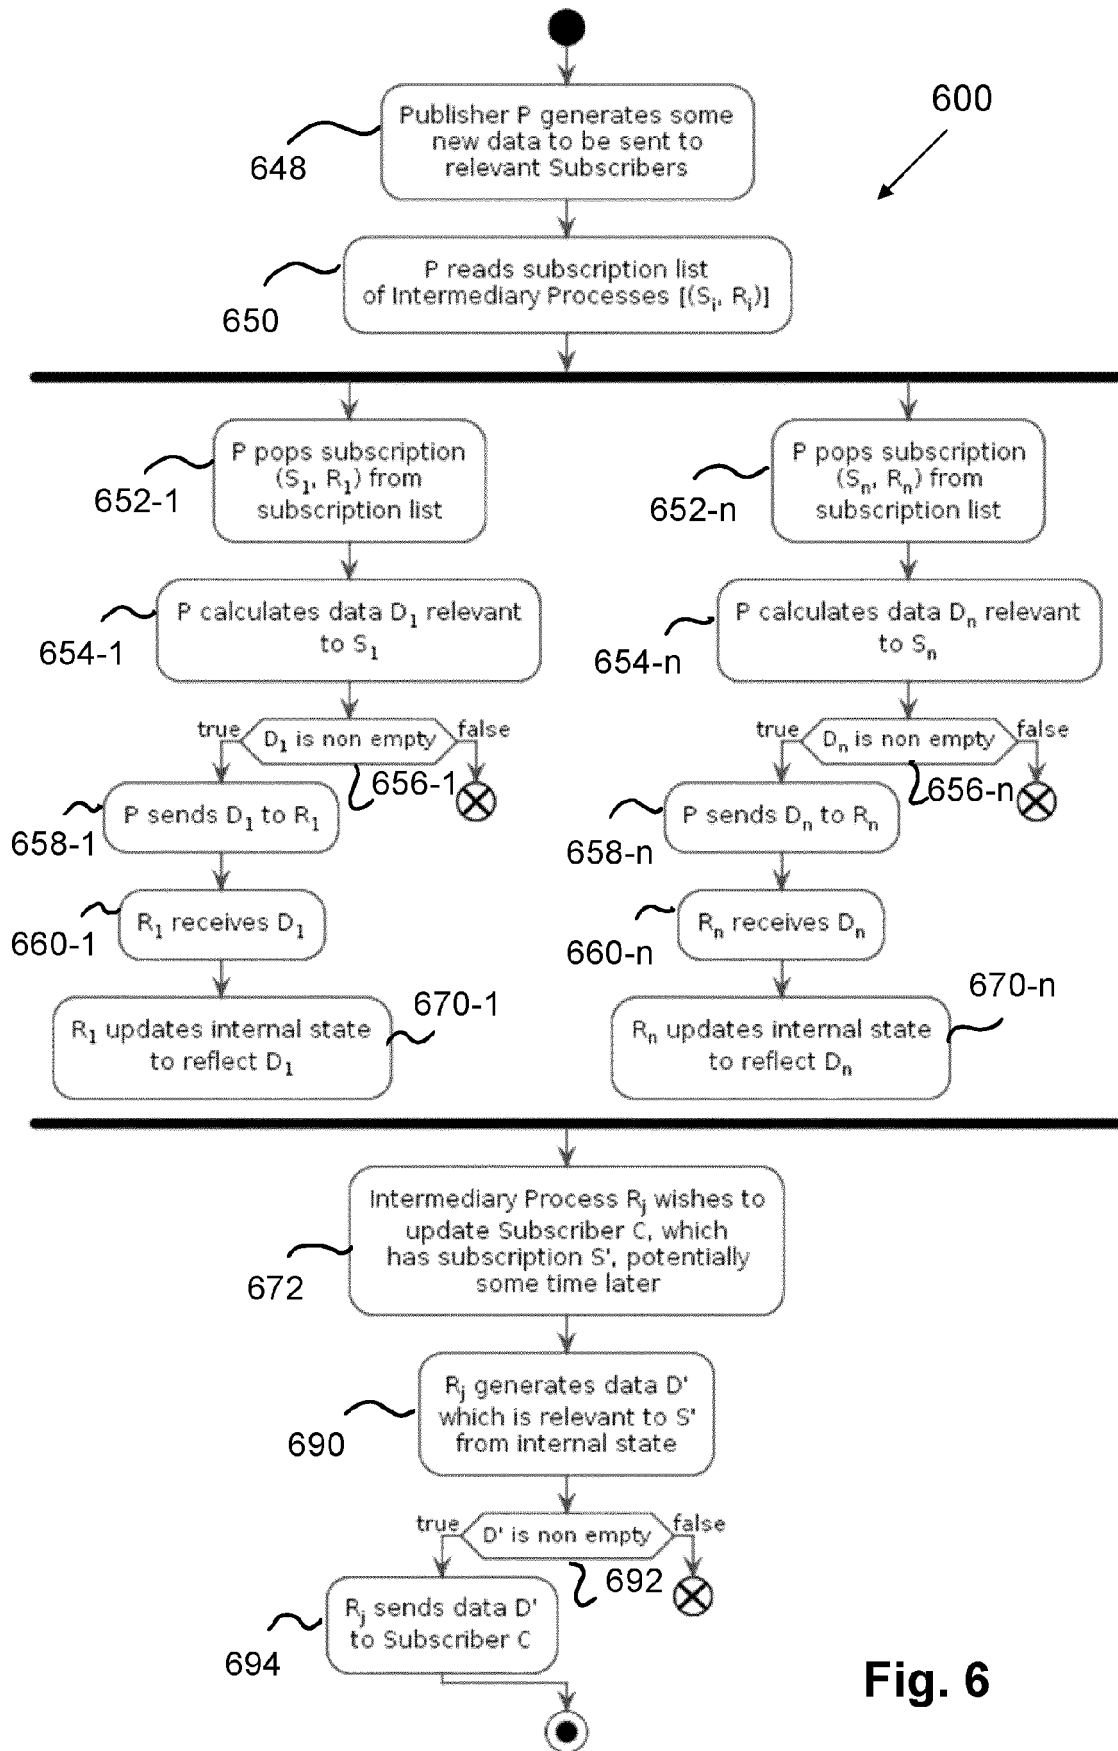 Publisher P generates some
new data to be sent to
relevant Subscribers
600
648
P reads subscription list
of Intermediary Processes [(Si, Ri)]
650
P pops subscription
(S1, R1) from
subscription list
652-1
P pops subscription
(Sn, Rn) from
subscription list
652-n
P calculates data D1 relevant
to S1
654-1
P calculates data Dn relevant
to Sn
654-n
true
D1 is non empty
false
656-1
true
Dn is non empty
false
656-n
P sends D1 to R1
658-1
P sends Dn to Rn
658-n
R1 receives D1
660-1
Rn receives Dn
660-n
R1 updates internal state
to reflect D1
670-1
Rn updates internal state
to reflect Dn
670-n
Intermediary Process Rj wishes to
update Subscriber C, which
has subscription S', potentially
some time later
672
Rj generates data D'
which is relevant to S'
from internal state
690
true
D' is non empty
false
692
Rj sends data D'
to Subscriber C
694
Fig. 6